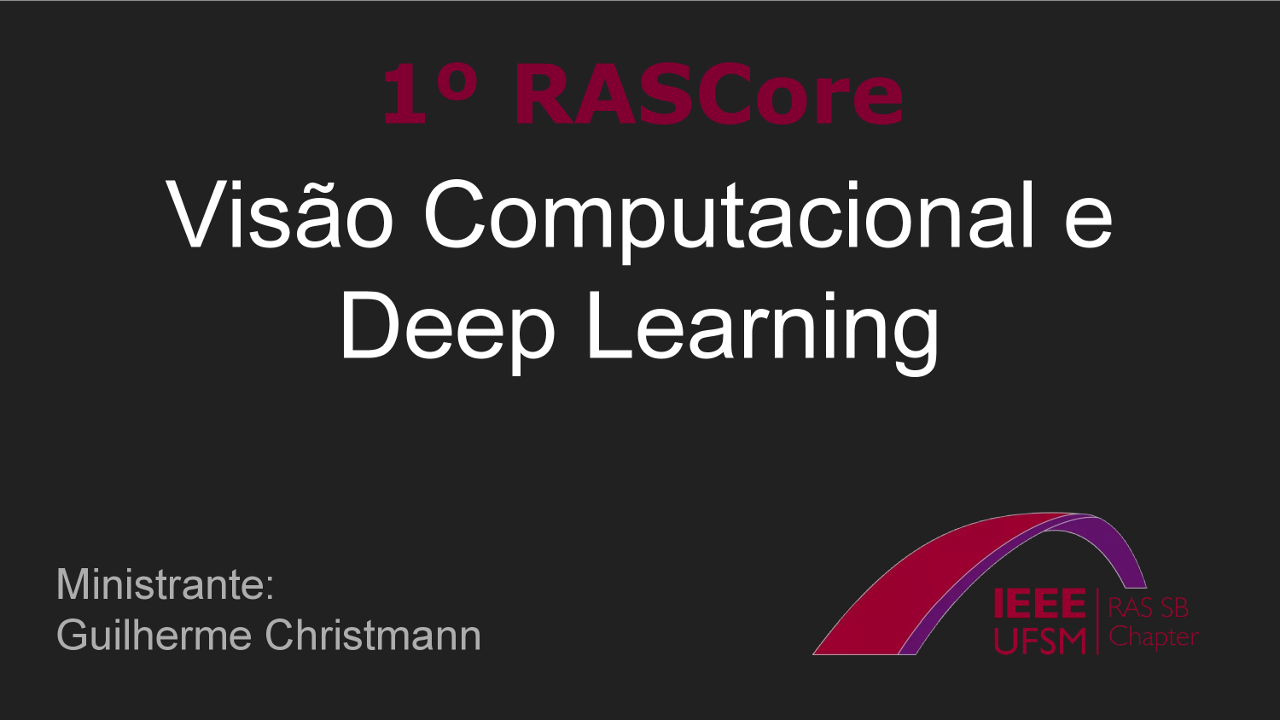 1º RASCore
Visão Computacional e
Deep Learning
Ministrante:
Guilherme Christmann
IEEE
UFSM
RAS SB
Chapter